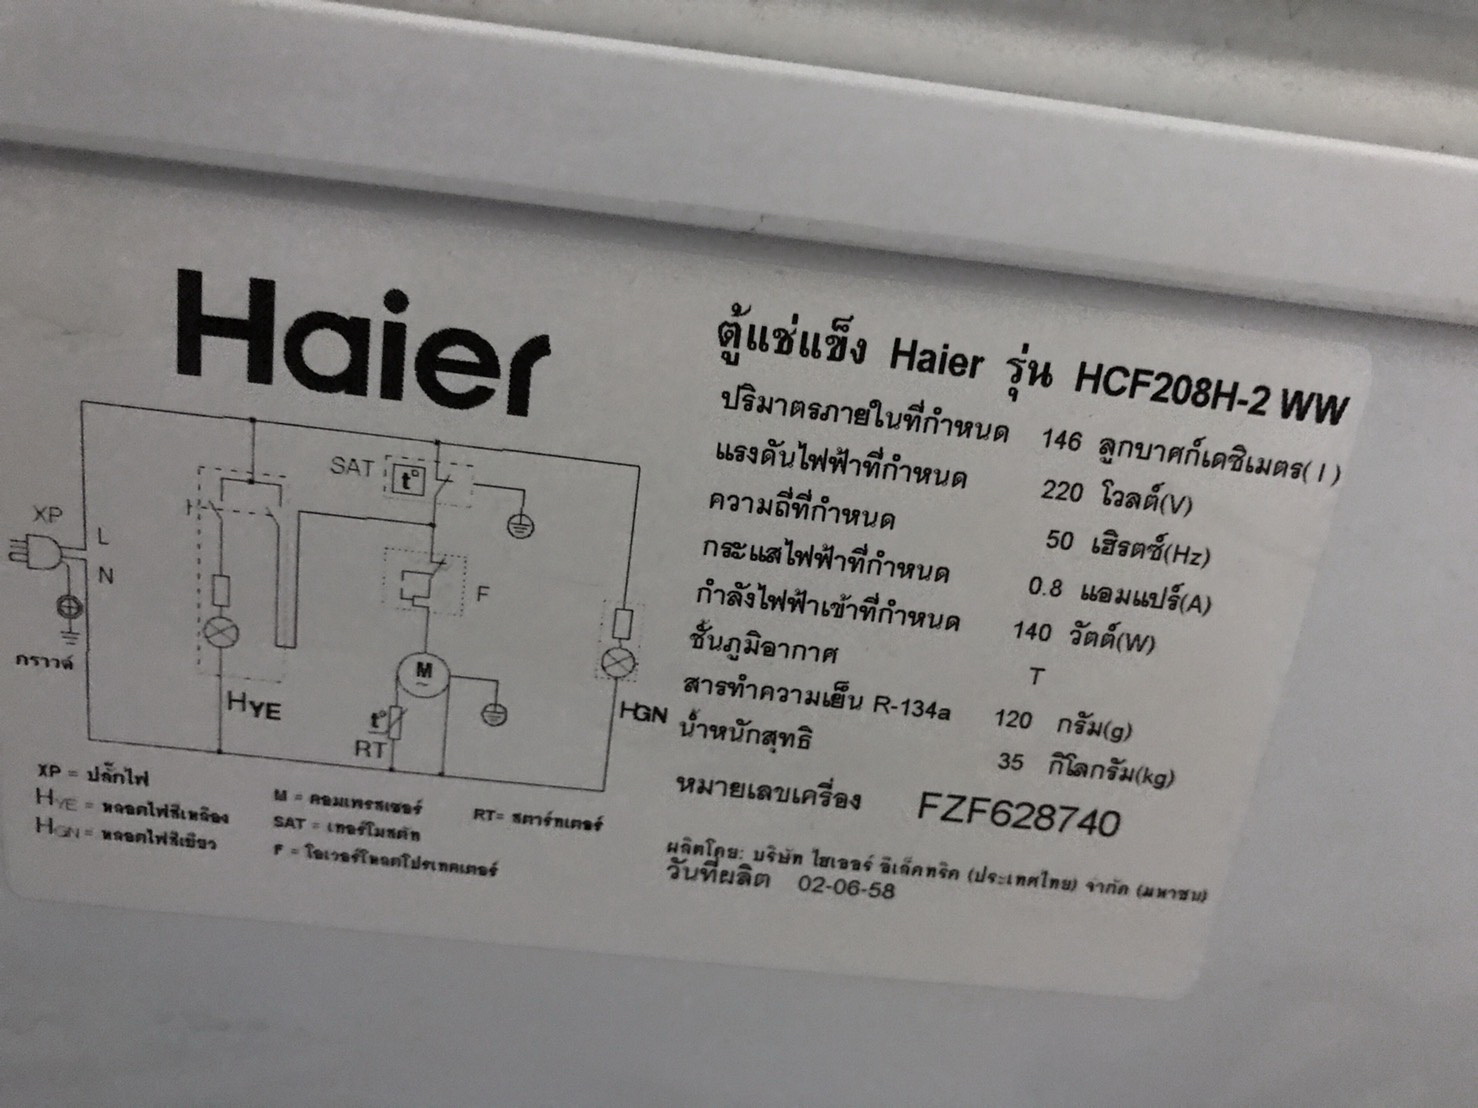 Haier
SAT
t°
H
XP
L
N
กราวด์
F
M
~
t°
RT
HYE
HGN
XP = ปลั๊กไฟ
HYE = หลอดไฟสีเหลือง
HGN = หลอดไฟสีเขียว
M = คอมเพรสเซอร์
SAT = เทอร์โมสตัท
F = โอเวอร์โหลดโปรเทคเตอร์
RT= สตาร์ทเตอร์
ตู้แช่แข็ง Haier รุ่น HCF208H-2 WW
ปริมาตรภายในที่กำหนด 146 ลูกบาศก์เดซิเมตร(l)
แรงดันไฟฟ้าที่กำหนด 220 โวลต์(V)
ความถี่ที่กำหนด 50 เฮิรตซ์(Hz)
กระแสไฟฟ้าที่กำหนด 0.8 แอมแปร์(A)
กำลังไฟฟ้าเข้าที่กำหนด 140 วัตต์(W)
ชั้นภูมิอากาศ T
สารทำความเย็น R-134a 120 กรัม(g)
น้ำหนักสุทธิ 35 กิโลกรัม(kg)
หมายเลขเครื่อง FZF628740
ผลิตโดย: บริษัท ไฮเออร์ อีเล็คทริค (ประเทศไทย) จำกัด (มหาชน)
วันที่ผลิต 02-06-58